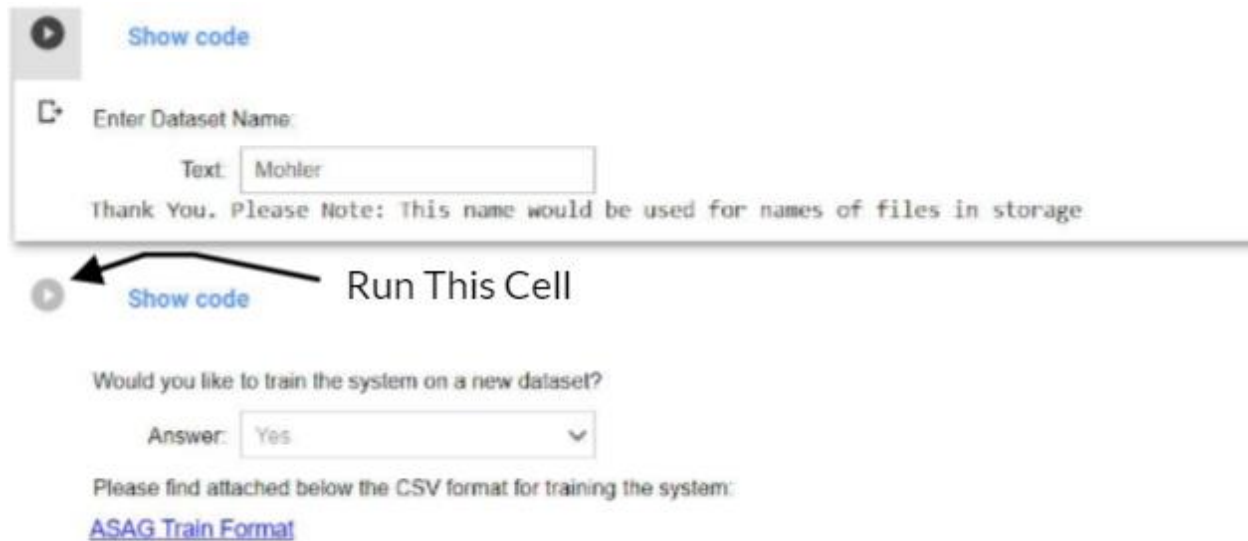 Show code
Enter Dataset Name:
Text: Mohler
Thank You. Please Note: This name would be used for names of files in storage
Run This Cell
Show code
Would you like to train the system on a new dataset?
Answer: Yes
Please find attached below the CSV format for training the system:
ASAG Train Format